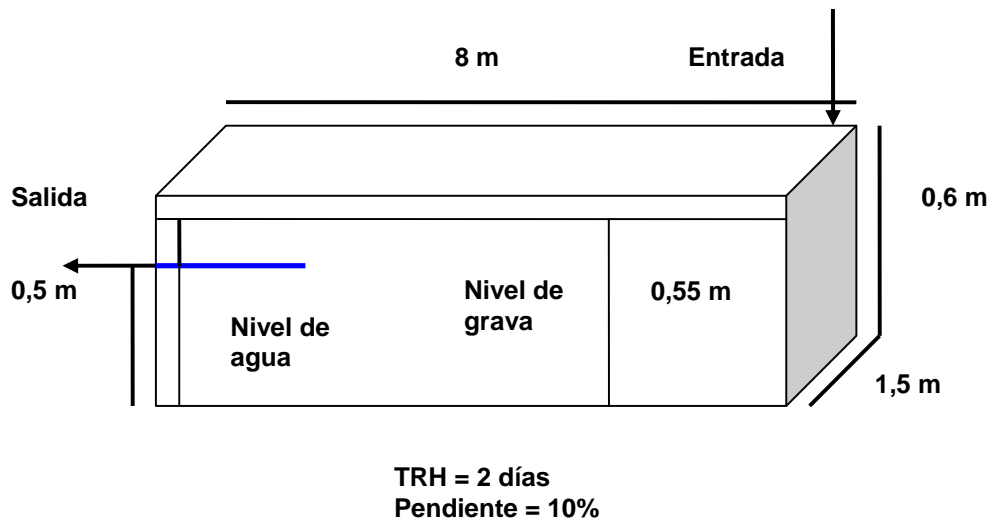 8 m
Entrada
Salida
0,6 m
0,5 m
Nivel de
grava
0,55 m
Nivel de
agua
1,5 m
TRH = 2 días
Pendiente = 10%